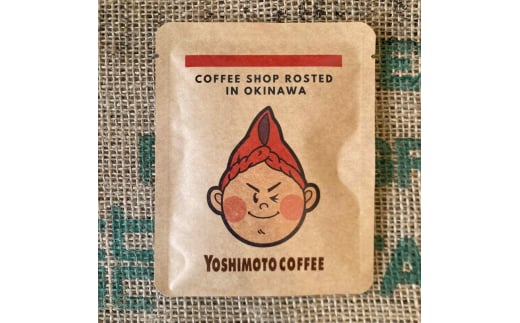 COFFEE SHOP ROSTED
IN OKINAWA
YOSHIMOTO COFFEE